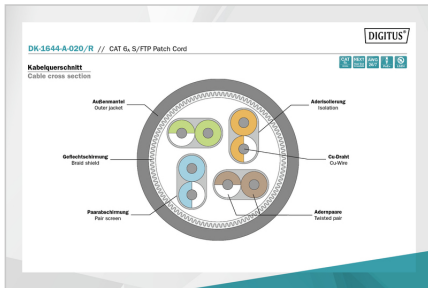 DIGITUS®
DK-1644-A-020/R // CAT 6A S/FTP Patch Cord
Kabelquerschnitt
Cable cross section
Außenmantel
Outer jacket
Aderisolierung
Isolation
Geflechtschirmung
Braid shield
Cu-Draht
Cu-Wire
Paarabschirmung
Pair screen
Adernpaare
Twisted pair